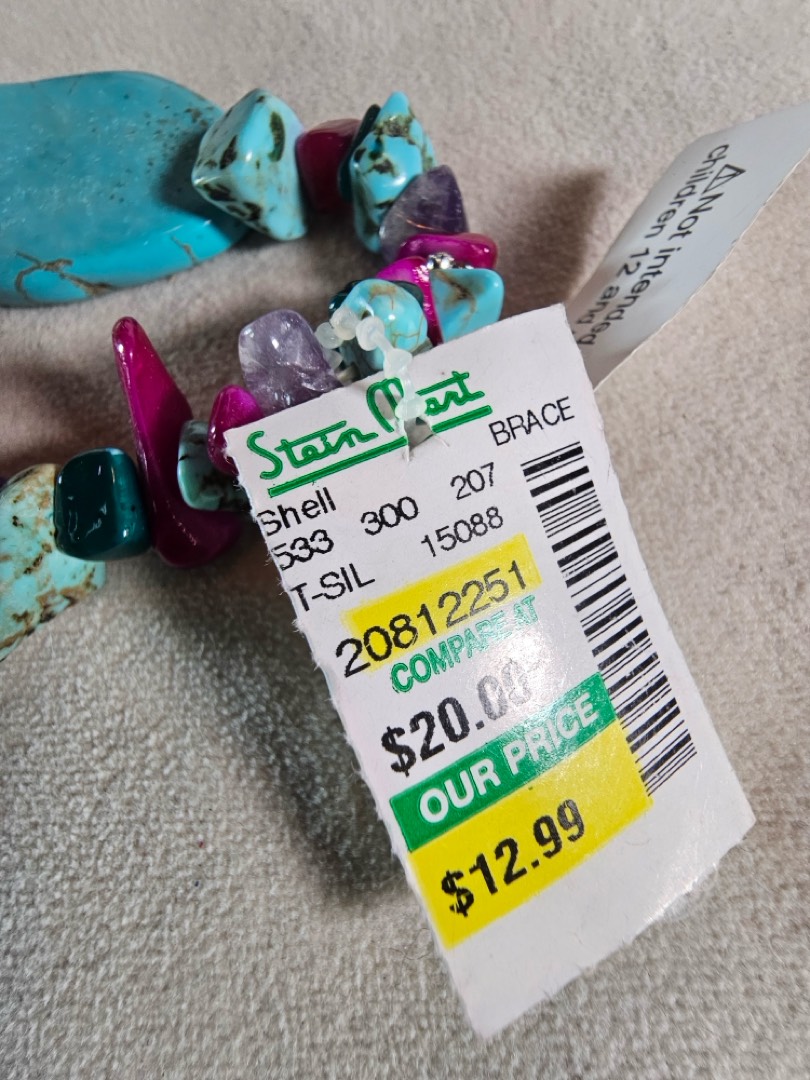 Stein Mart
BRACE
Shell
533 300 207
T-SIL 15088
20812251
COMPARE AT
$20.00
OUR PRICE
$12.99
⚠Not intended
children 12 and